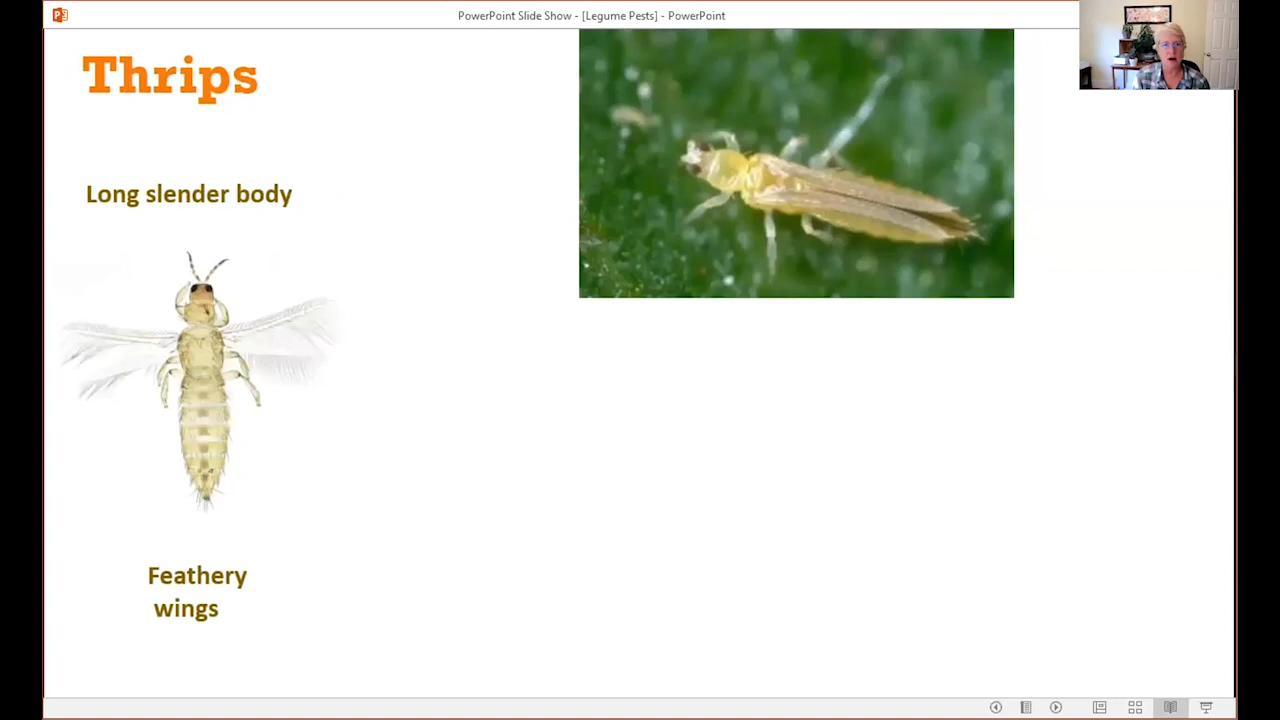 PowerPoint Slide Show - [Legume Pests] - PowerPoint
Thrips
Long slender body
Feathery
wings